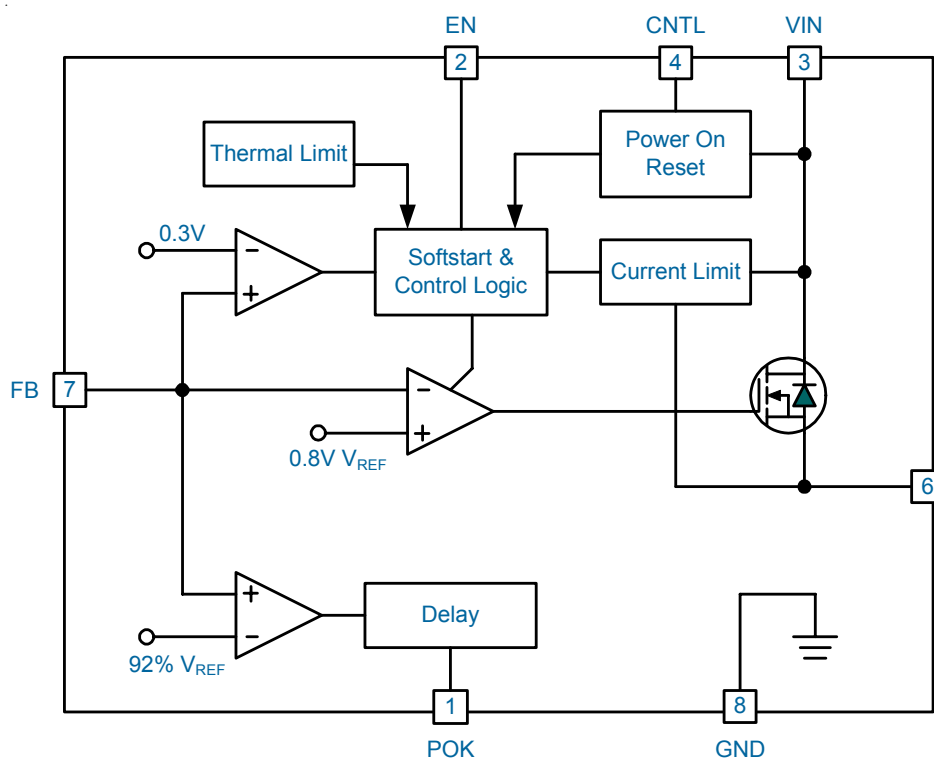 EN
CNTL
VIN
2
4
3
Thermal Limit
Power On
Reset
0.3V
−
+
Softstart &
Control Logic
Current Limit
FB
7
−
+
0.8V VREF
6
+
−
92% VREF
Delay
1
8
POK
GND